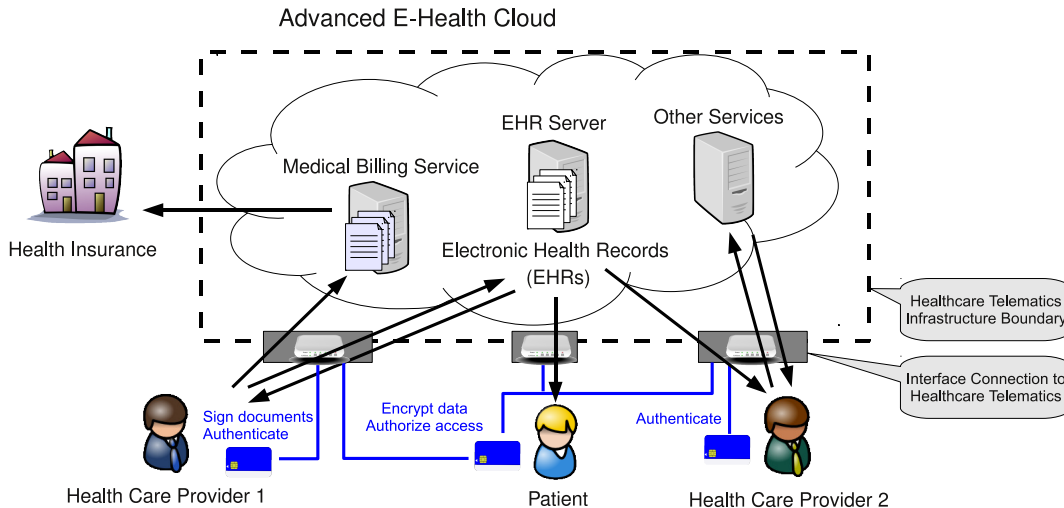 Advanced E-Health Cloud
EHR Server
Other Services
Medical Billing Service
Health Insurance
Electronic Health Records
(EHRs)
Healthcare Telematics
Infrastructure Boundary
Interface Connection to
Healthcare Telematics
Sign documents
Authenticate
Encrypt data
Authorize access
Authenticate
Health Care Provider 1
Patient
Health Care Provider 2